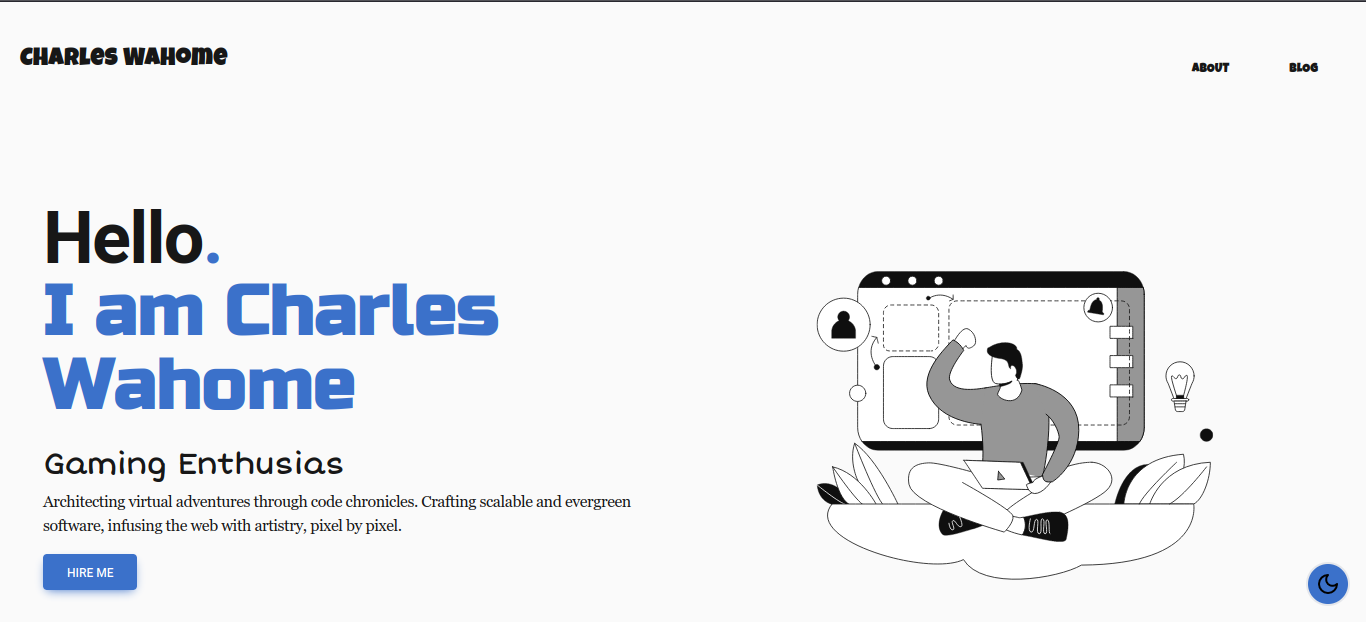 CHARLES WAHOME
ABOUT
BLOG
Hello.
I am Charles
Wahome
Gaming Enthusias
Architecting virtual adventures through code chronicles. Crafting scalable and evergreen
software, infusing the web with artistry, pixel by pixel.
HIRE ME